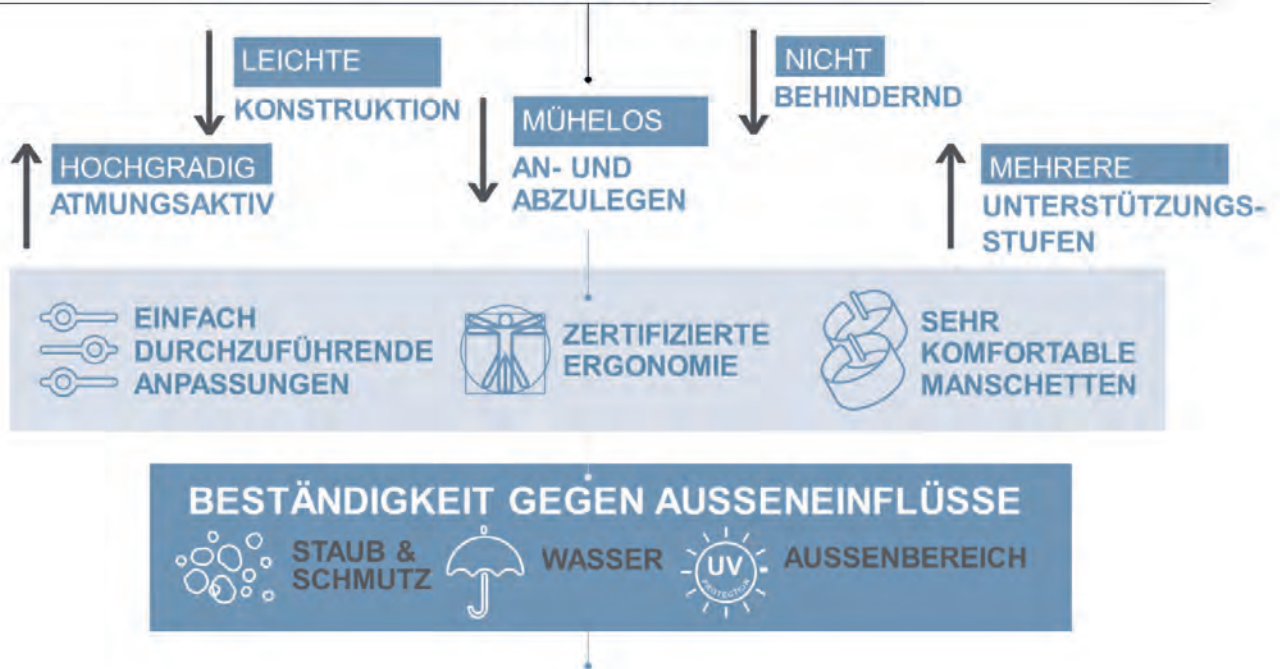 LEICHTE
KONSTRUKTION
NICHT
BEHINDERND
MÜHELOS
AN- UND
ABZULEGEN
HOCHGRADIG
ATMUNGSAKTIV
MEHRERE
UNTERSTÜTZUNGS-
STUFEN
EINFACH
DURCHZUFÜHRENDE
ANPASSUNGEN
ZERTIFIZIERTE
ERGONOMIE
SEHR
KOMFORTABLE
MANSCHETTEN
BESTÄNDIGKEIT GEGEN AUSSENEINFLÜSSE
STAUB &
SCHMUTZ
WASSER
UV
PROTECTION
AUSSENBEREICH